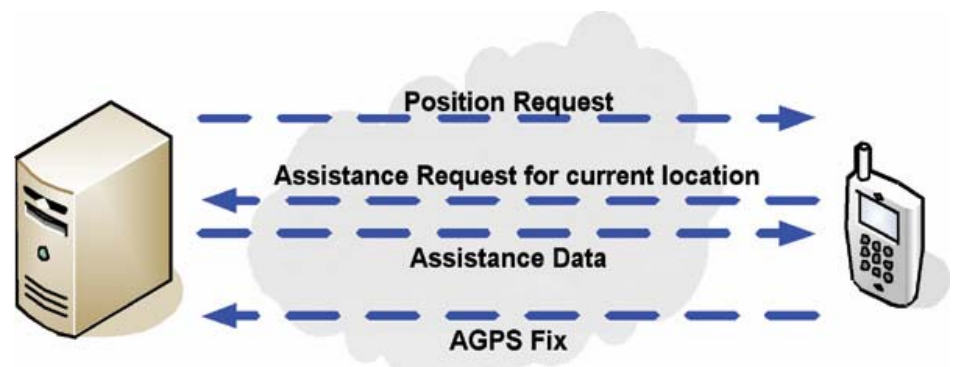 Position Request
Assistance Request for current location
Assistance Data
AGPS Fix